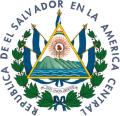 REPUBLICA DE EL SALVADOR EN LA AMERICA CENTRAL